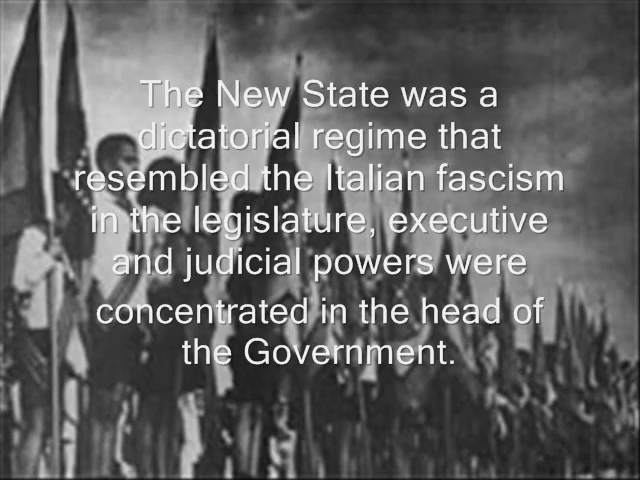 The New State was a
dictatorial regime that
resembled the Italian fascism
in the legislature, executive
and judicial powers were
concentrated in the head of
the Government.